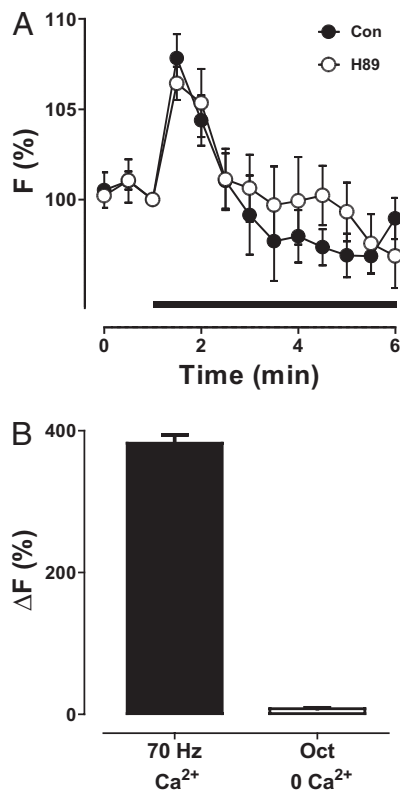 A
110
105
100
F (%)
Con
H89
0 2 4 6
Time (min)
B
400
200
0
ΔF (%)
70 Hz Oct
Ca²⁺ 0 Ca²⁺